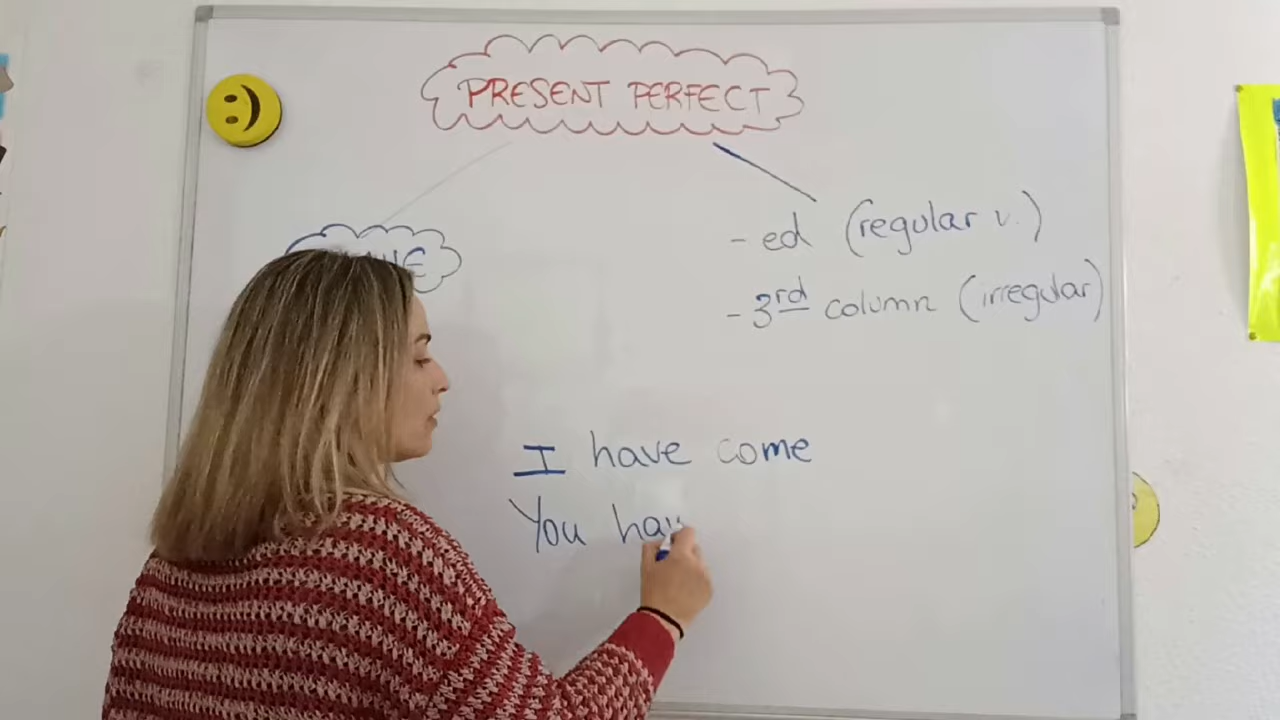 PRESENT PERFECT
- ed (regular v.)
- 3rd column (irregular)
I have come
You hav